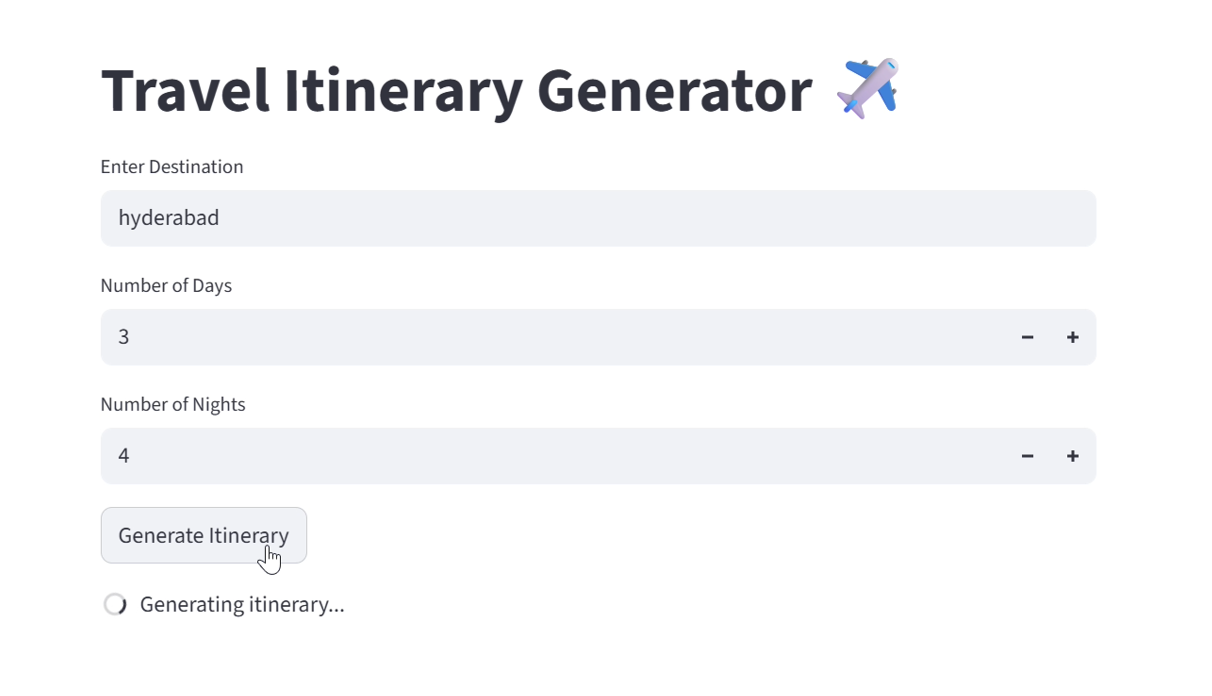 Travel Itinerary Generator
Enter Destination
hyderabad
Number of Days
3
Number of Nights
4
Generate Itinerary
Generating itinerary...